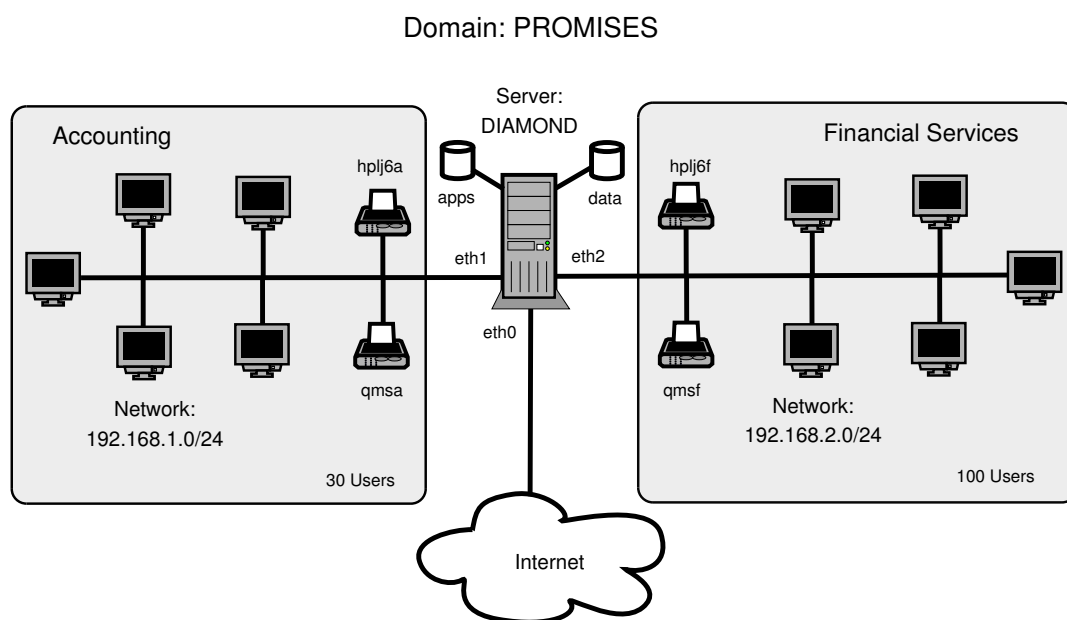 Domain: PROMISES
Server:
DIAMOND
Accounting
Financial Services
hplj6a
apps
data
hplj6f
eth1
eth2
eth0
qmsa
qmsf
Network:
192.168.1.0/24
Network:
192.168.2.0/24
30 Users
100 Users
Internet